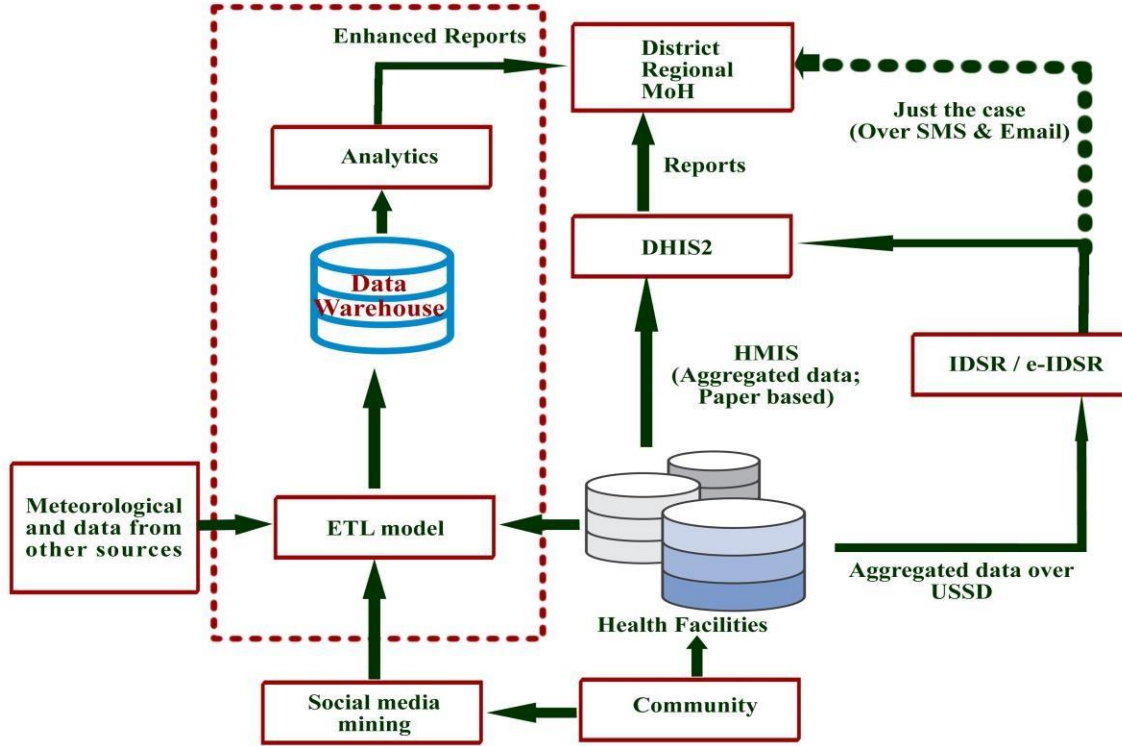 Enhanced Reports
District
Regional
MoH
Just the case
(Over SMS & Email)
Analytics
Reports
DHIS2
Data
Warehouse
HMIS
(Aggregated data;
Paper based)
IDSR / e-IDSR
Meteorological
and data from
other sources
ETL model
Aggregated data over
USSD
Health Facilities
Social media
mining
Community